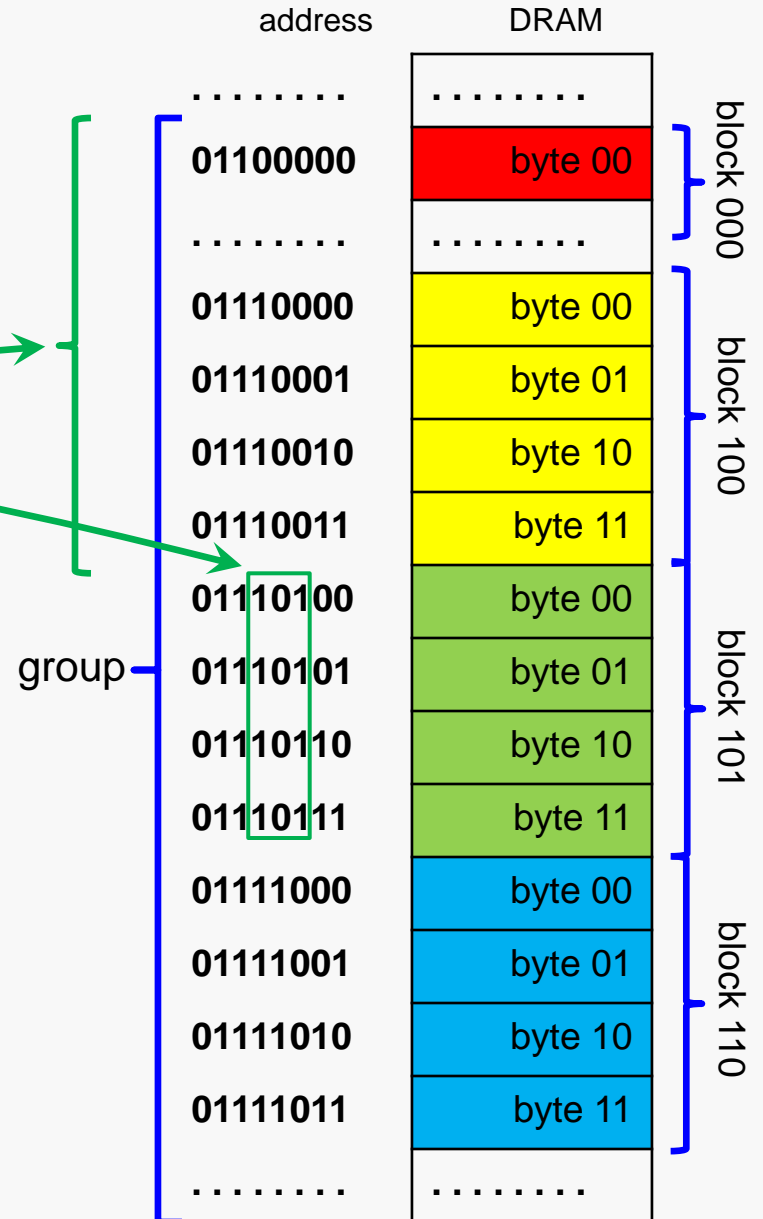 address DRAM
. . . . . . . . . . . . . . . .
01100000 byte 00
block 000
. . . . . . . . . . . . . . . .
01110000 byte 00
01110001 byte 01
block 100
01110010 byte 10
01110011 byte 11
01110100 byte 00
group 01110101 byte 01
block 101
01110110 byte 10
01110111 byte 11
01111000 byte 00
01111001 byte 01
block 110
01111010 byte 10
01111011 byte 11
. . . . . . . . . . . . . . . .